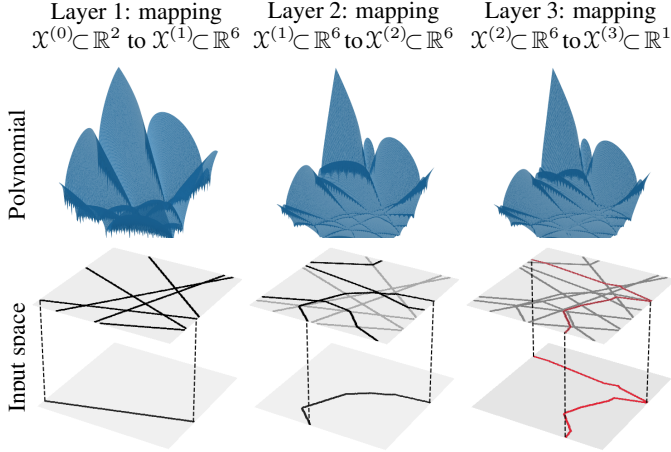 Layer 1: mapping
𝒳⁽⁰⁾⊂ℝ² to 𝒳⁽¹⁾⊂ℝ⁶
Layer 2: mapping
𝒳⁽¹⁾⊂ℝ⁶ to 𝒳⁽²⁾⊂ℝ⁶
Layer 3: mapping
𝒳⁽²⁾⊂ℝ⁶ to 𝒳⁽³⁾⊂ℝ¹
Polynomial
Input space